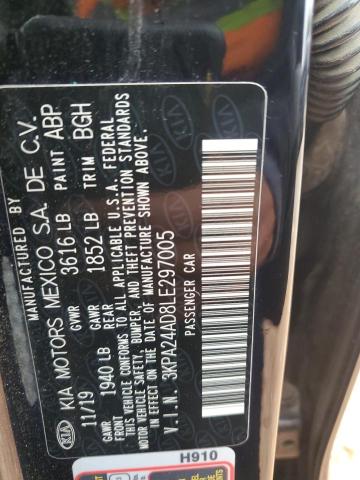 MANUFACTURED BY
KIA MOTORS MEXICO S.A. DE C.V.
11/19 GVWR 3616 LB PAINT ABP
GAWR FRONT 1940 LB GAWR REAR 1852 LB TRIM BGH
THIS VEHICLE CONFORMS TO ALL APPLICABLE U.S.A. FEDERAL
MOTOR VEHICLE SAFETY, BUMPER, AND THEFT PREVENTION STANDARDS
IN EFFECT ON THE DATE OF MANUFACTURE SHOWN ABOVE.
V.I.N. 3KPA24AD8LE297005
PASSENGER CAR
KIA
H910